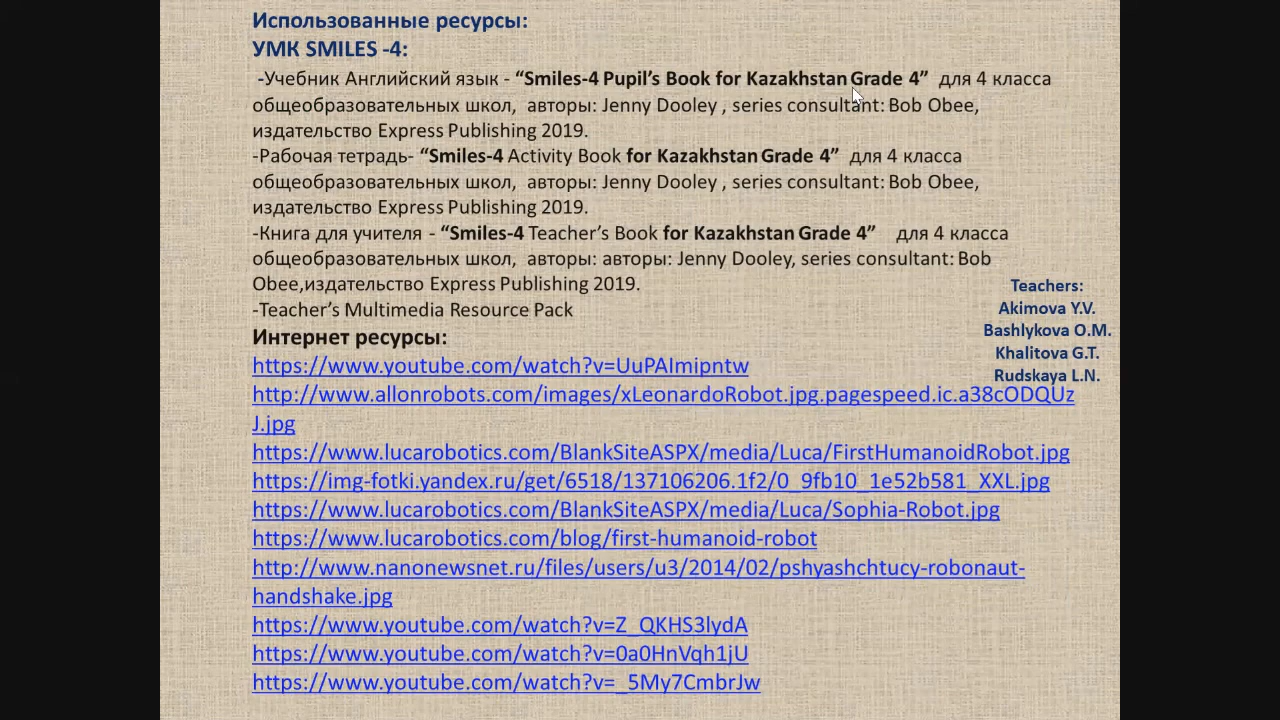 Использованные ресурсы:
УМК SMILES -4:
-Учебник Английский язык - “Smiles-4 Pupil’s Book for Kazakhstan Grade 4” для 4 класса
общеобразовательных школ, авторы: Jenny Dooley , series consultant: Bob Obee,
издательство Express Publishing 2019.
-Рабочая тетрадь- “Smiles-4 Activity Book for Kazakhstan Grade 4” для 4 класса
общеобразовательных школ, авторы: Jenny Dooley , series consultant: Bob Obee,
издательство Express Publishing 2019.
-Книга для учителя - “Smiles-4 Teacher’s Book for Kazakhstan Grade 4” для 4 класса
общеобразовательных школ, авторы: авторы: Jenny Dooley, series consultant: Bob
Obee,издательство Express Publishing 2019.
-Teacher’s Multimedia Resource Pack
Интернет ресурсы:
https://www.youtube.com/watch?v=UuPAImipntw
http://www.allonrobots.com/images/xLeonardoRobot.jpg.pagespeed.ic.a38cODQUz
J.jpg
https://www.lucarobotics.com/BlankSiteASPX/media/Luca/FirstHumanoidRobot.jpg
https://img-fotki.yandex.ru/get/6518/137106206.1f2/0_9fb10_1e52b581_XXL.jpg
https://www.lucarobotics.com/BlankSiteASPX/media/Luca/Sophia-Robot.jpg
https://www.lucarobotics.com/blog/first-humanoid-robot
http://www.nanonewsnet.ru/files/users/u3/2014/02/pshyashchtucy-robonaut-
handshake.jpg
https://www.youtube.com/watch?v=Z_QKHS3lydA
https://www.youtube.com/watch?v=0a0HnVqh1jU
https://www.youtube.com/watch?v=_5My7CmbrJw
Teachers:
Akimova Y.V.
Bashlykova O.M.
Khalitova G.T.
Rudskaya L.N.